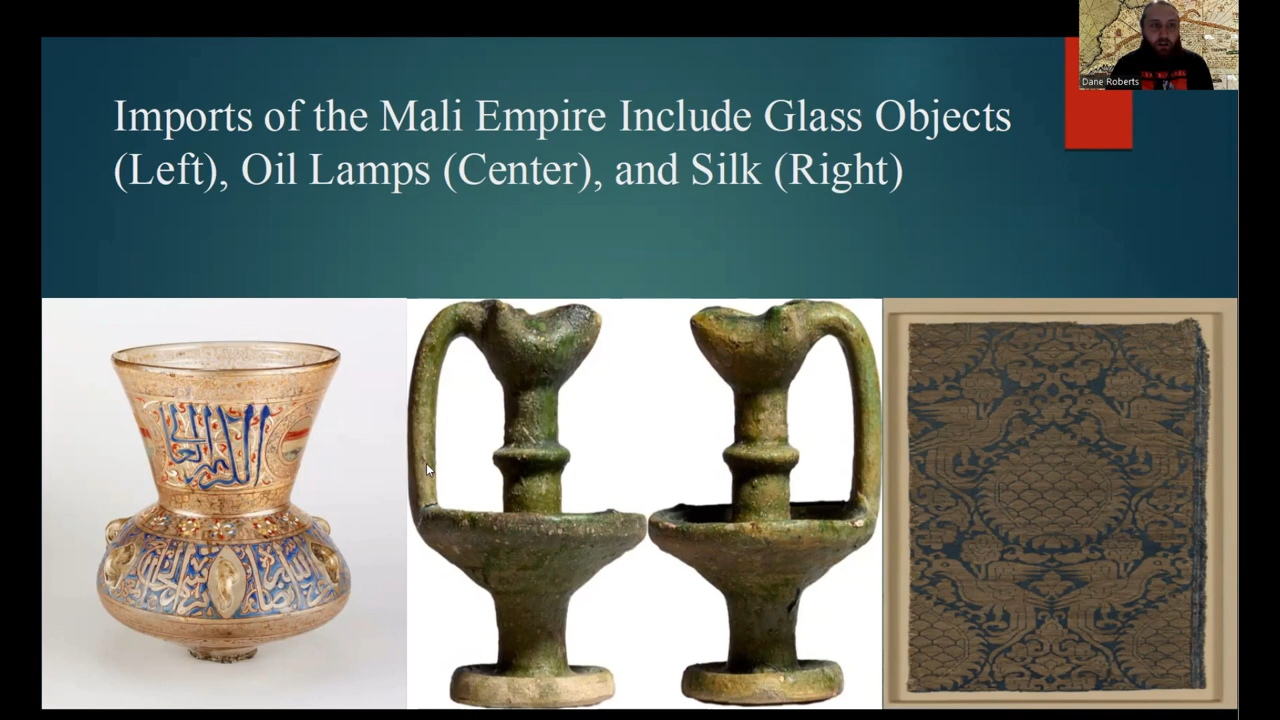 Imports of the Mali Empire Include Glass Objects
(Left), Oil Lamps (Center), and Silk (Right)
Dane Roberts